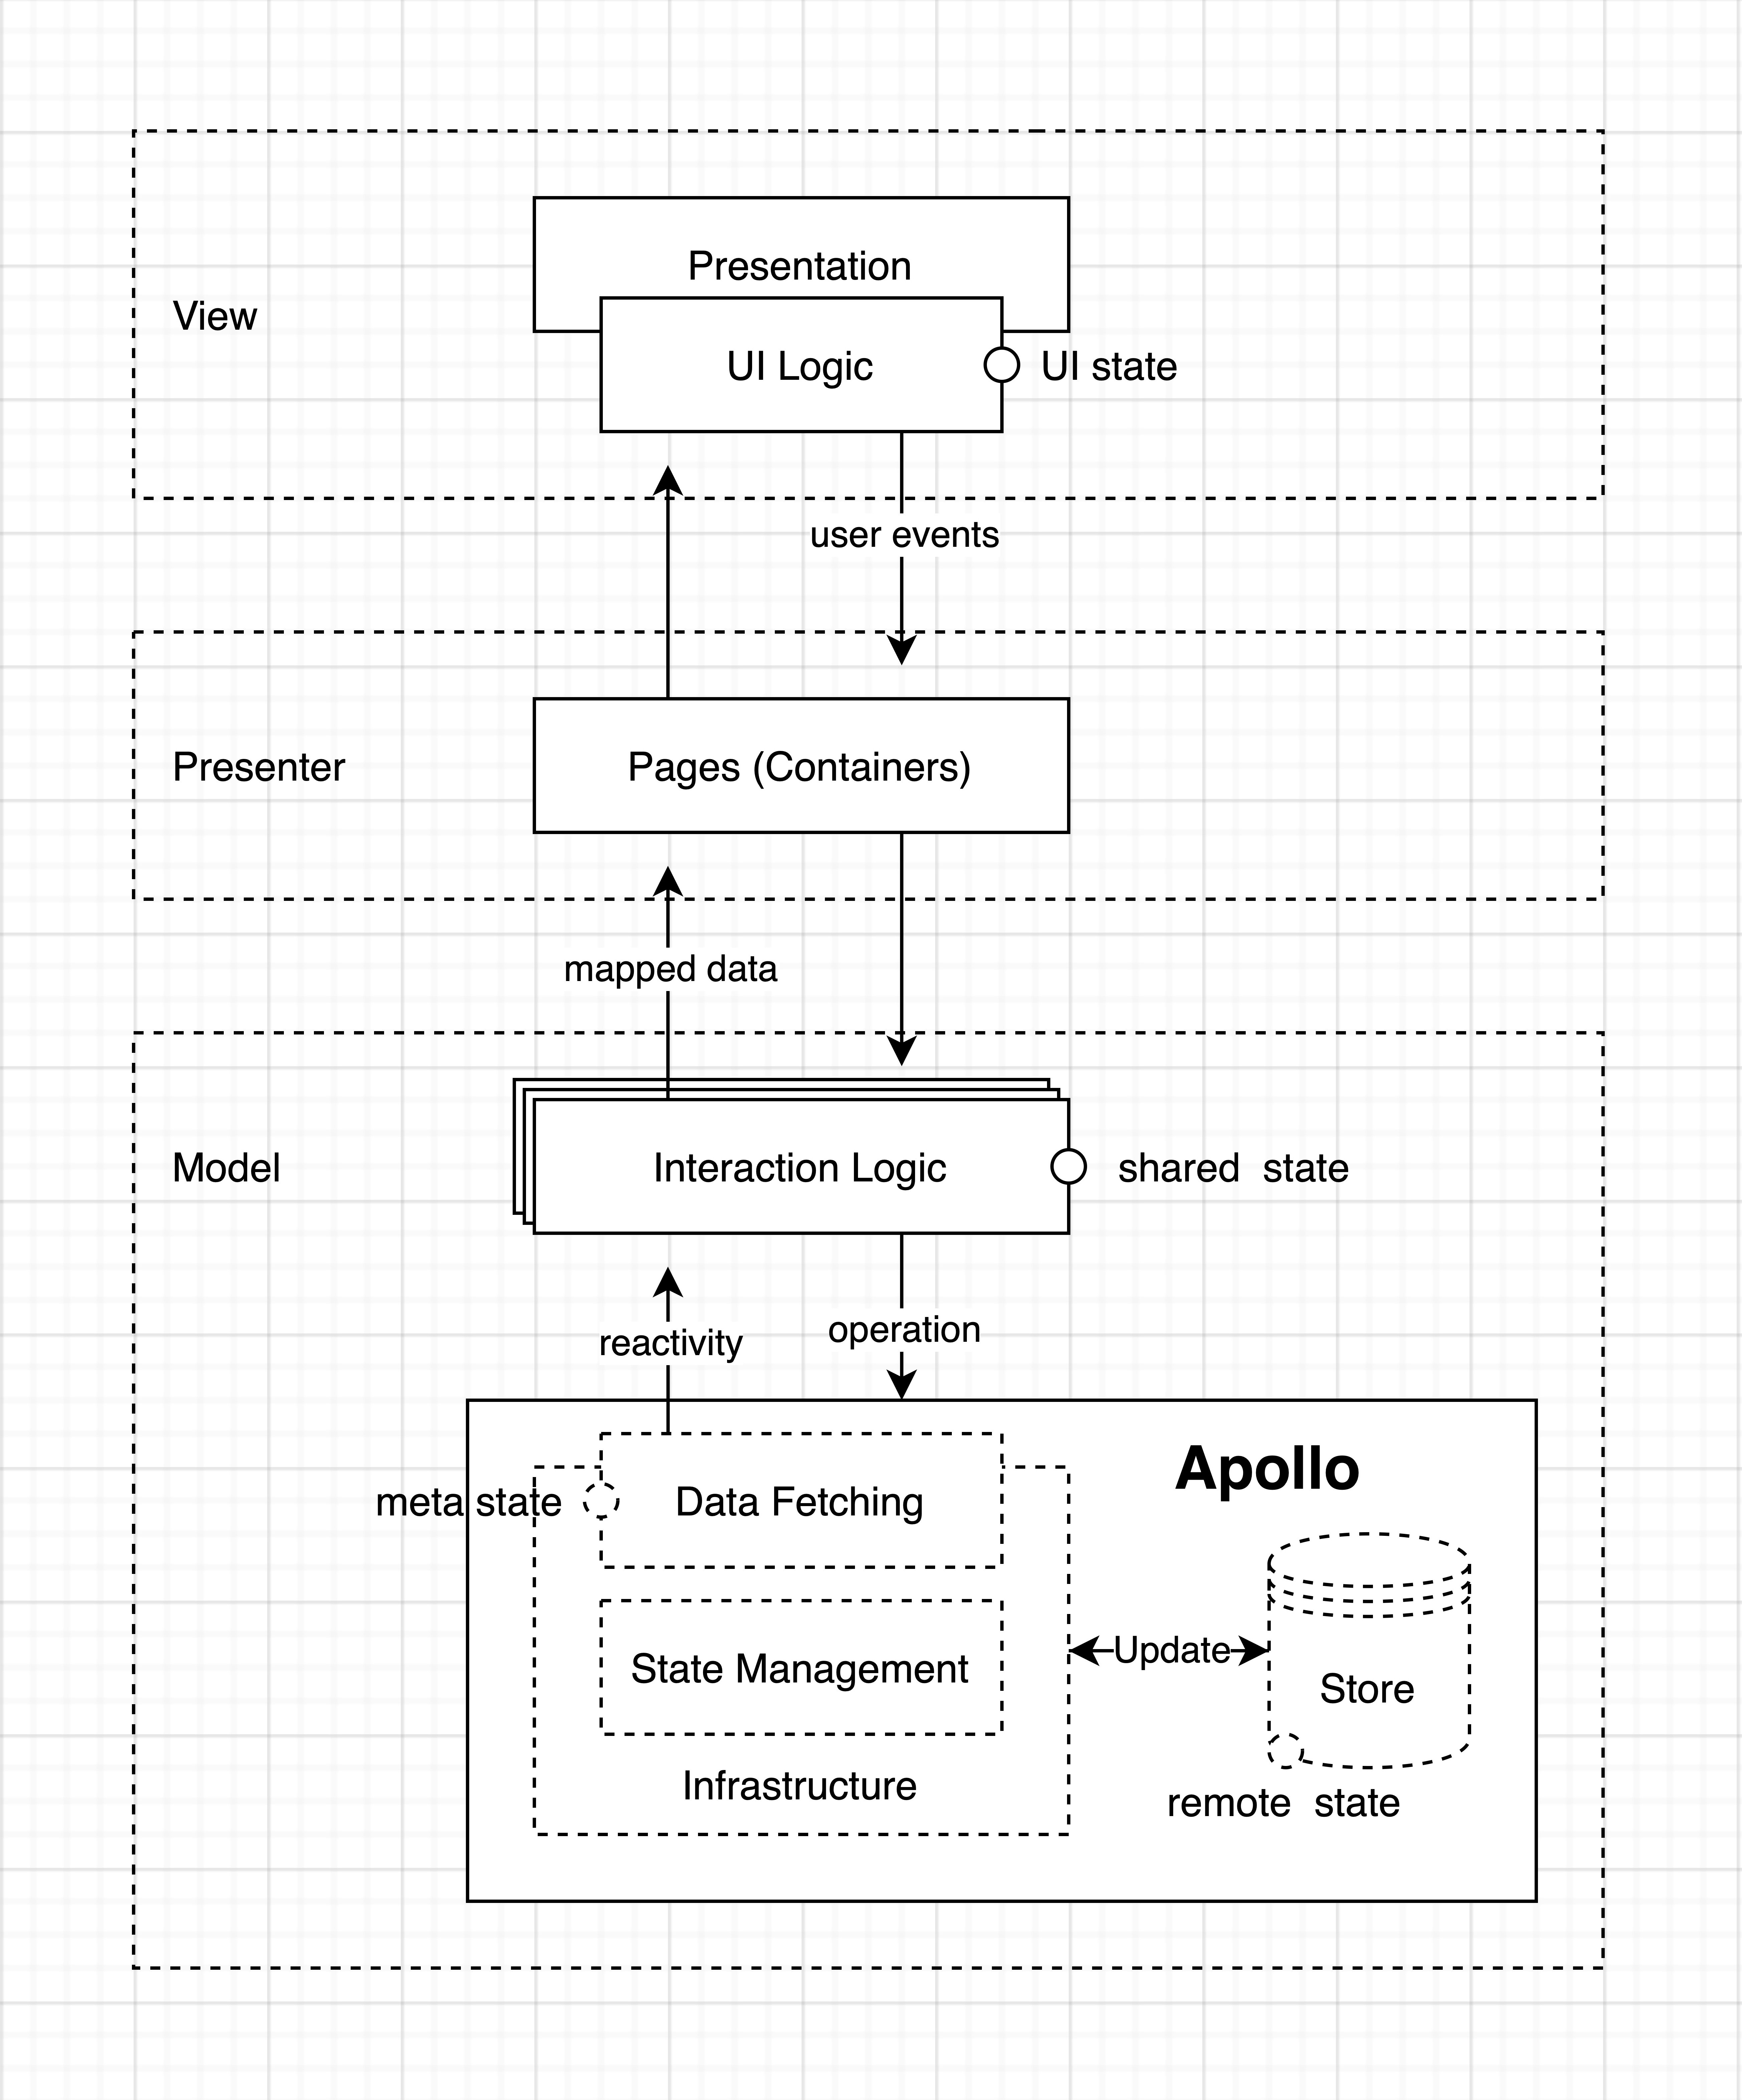 Presentation
View
UI Logic
UI state
user events
Presenter
Pages (Containers)
mapped data
Model
Interaction Logic
shared state
reactivity
operation
Apollo
meta state
Data Fetching
Update
State Management
Store
Infrastructure
remote state